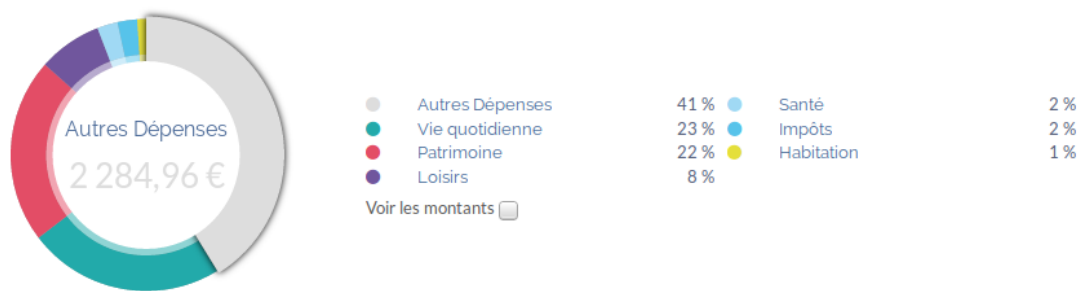 Autres Dépenses
2 284,96 €
Autres Dépenses 41 %
Vie quotidienne 23 %
Patrimoine 22 %
Loisirs 8 %
Voir les montants
Santé 2 %
Impôts 2 %
Habitation 1 %